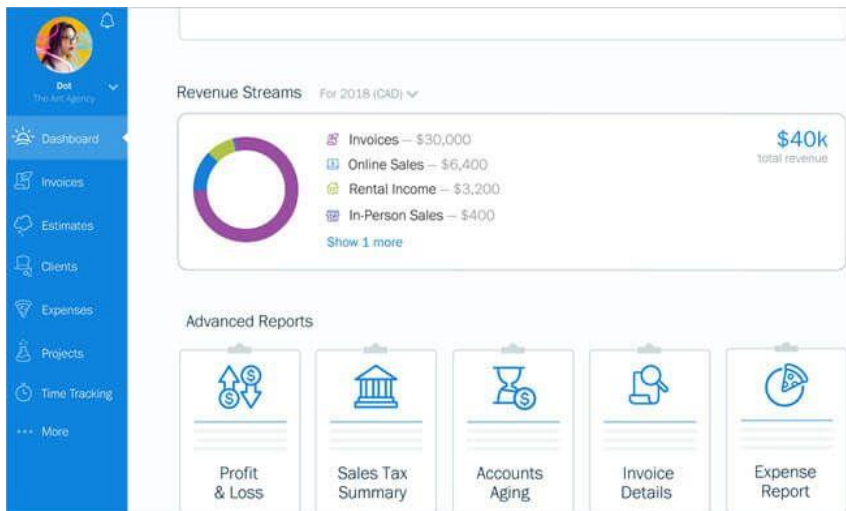 Dot
The Art Agency
Dashboard
Invoices
Estimates
Clients
Expenses
Projects
Time Tracking
More
Revenue Streams For 2018 (CAD)
Invoices – $30,000
Online Sales – $6,400
Rental Income – $3,200
In-Person Sales – $400
Show 1 more
$40k
total revenue
Advanced Reports
Profit
& Loss
Sales Tax
Summary
Accounts
Aging
Invoice
Details
Expense
Report